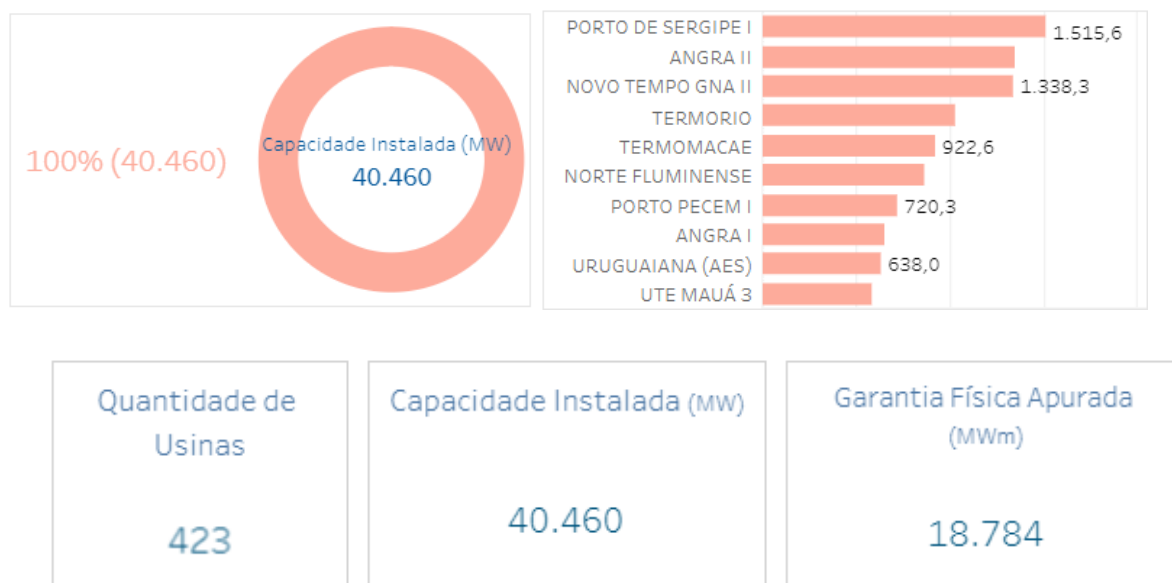 100% (40.460)
Capacidade Instalada (MW)
40.460
PORTO DE SERGIPE I
1.515,6
ANGRA II
NOVO TEMPO GNA II
1.338,3
TERMORIO
TERMOMACAE
922,6
NORTE FLUMINENSE
PORTO PECEM I
720,3
ANGRA I
URUGUAIANA (AES)
638,0
UTE MAUÁ 3
Quantidade de
Usinas
423
Capacidade Instalada (MW)
40.460
Garantia Física Apurada
(MWm)
18.784